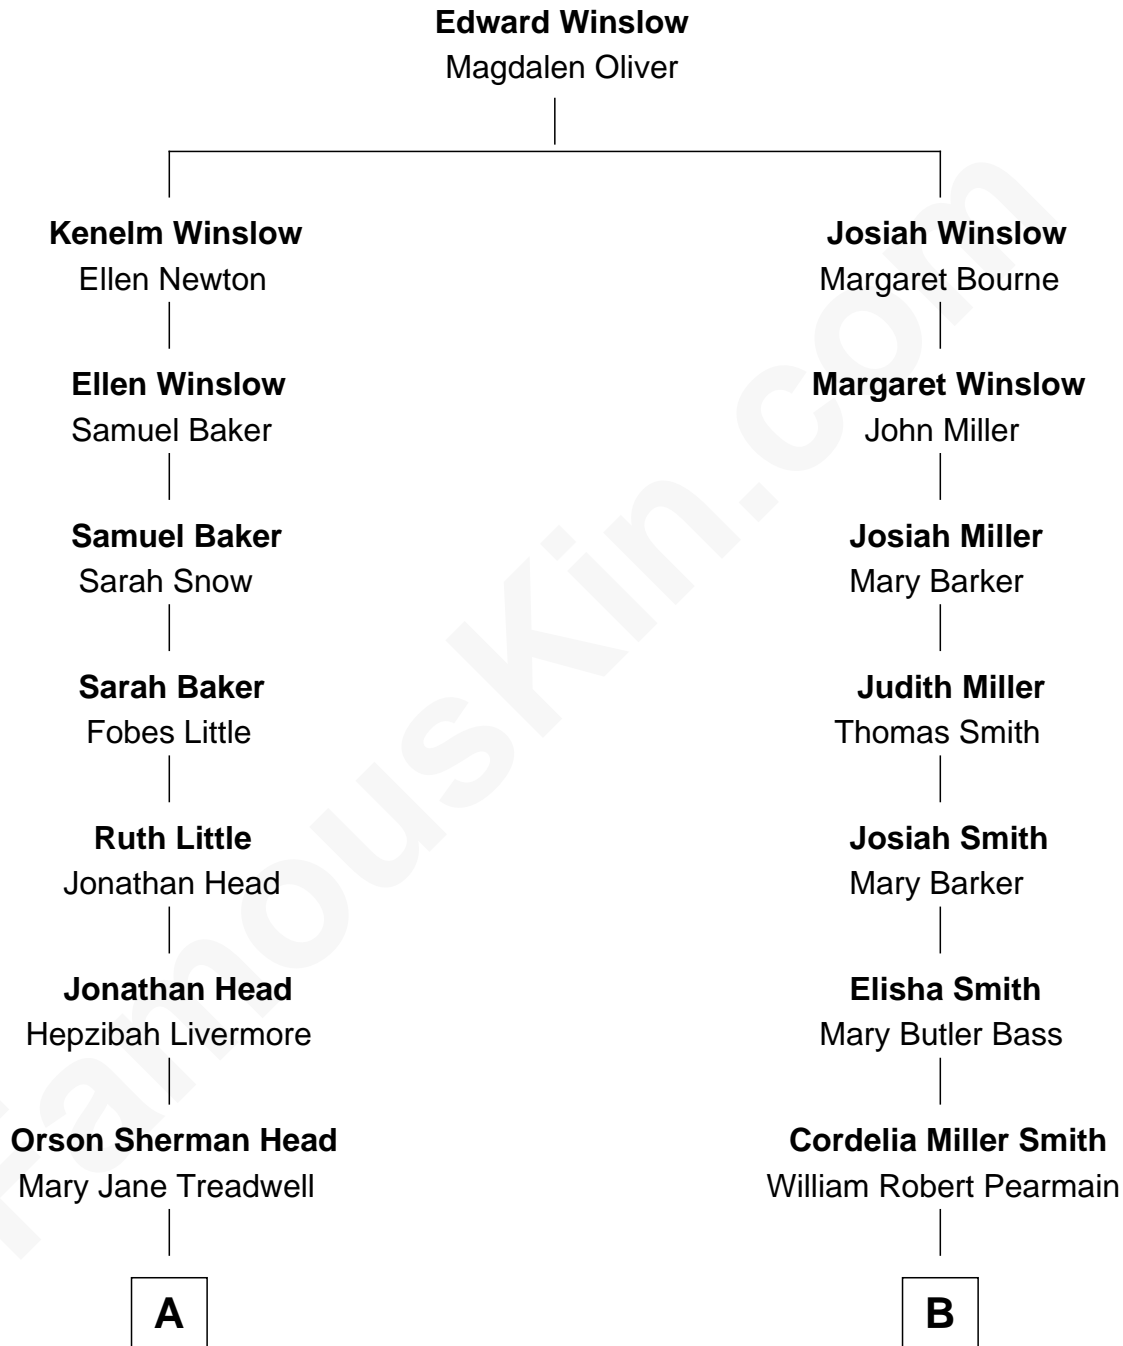 Edward Winslow
Magdalen Oliver
Kenelm Winslow
Ellen Newton
Ellen Winslow
Samuel Baker
Samuel Baker
Sarah Snow
Sarah Baker
Fobes Little
Ruth Little
Jonathan Head
Jonathan Head
Hepzibah Livermore
Orson Sherman Head
Mary Jane Treadwell
A
Josiah Winslow
Margaret Bourne
Margaret Winslow
John Miller
Josiah Miller
Mary Barker
Judith Miller
Thomas Smith
Josiah Smith
Mary Barker
Elisha Smith
Mary Butler Bass
Cordelia Miller Smith
William Robert Pearmain
B
FamousKin.com